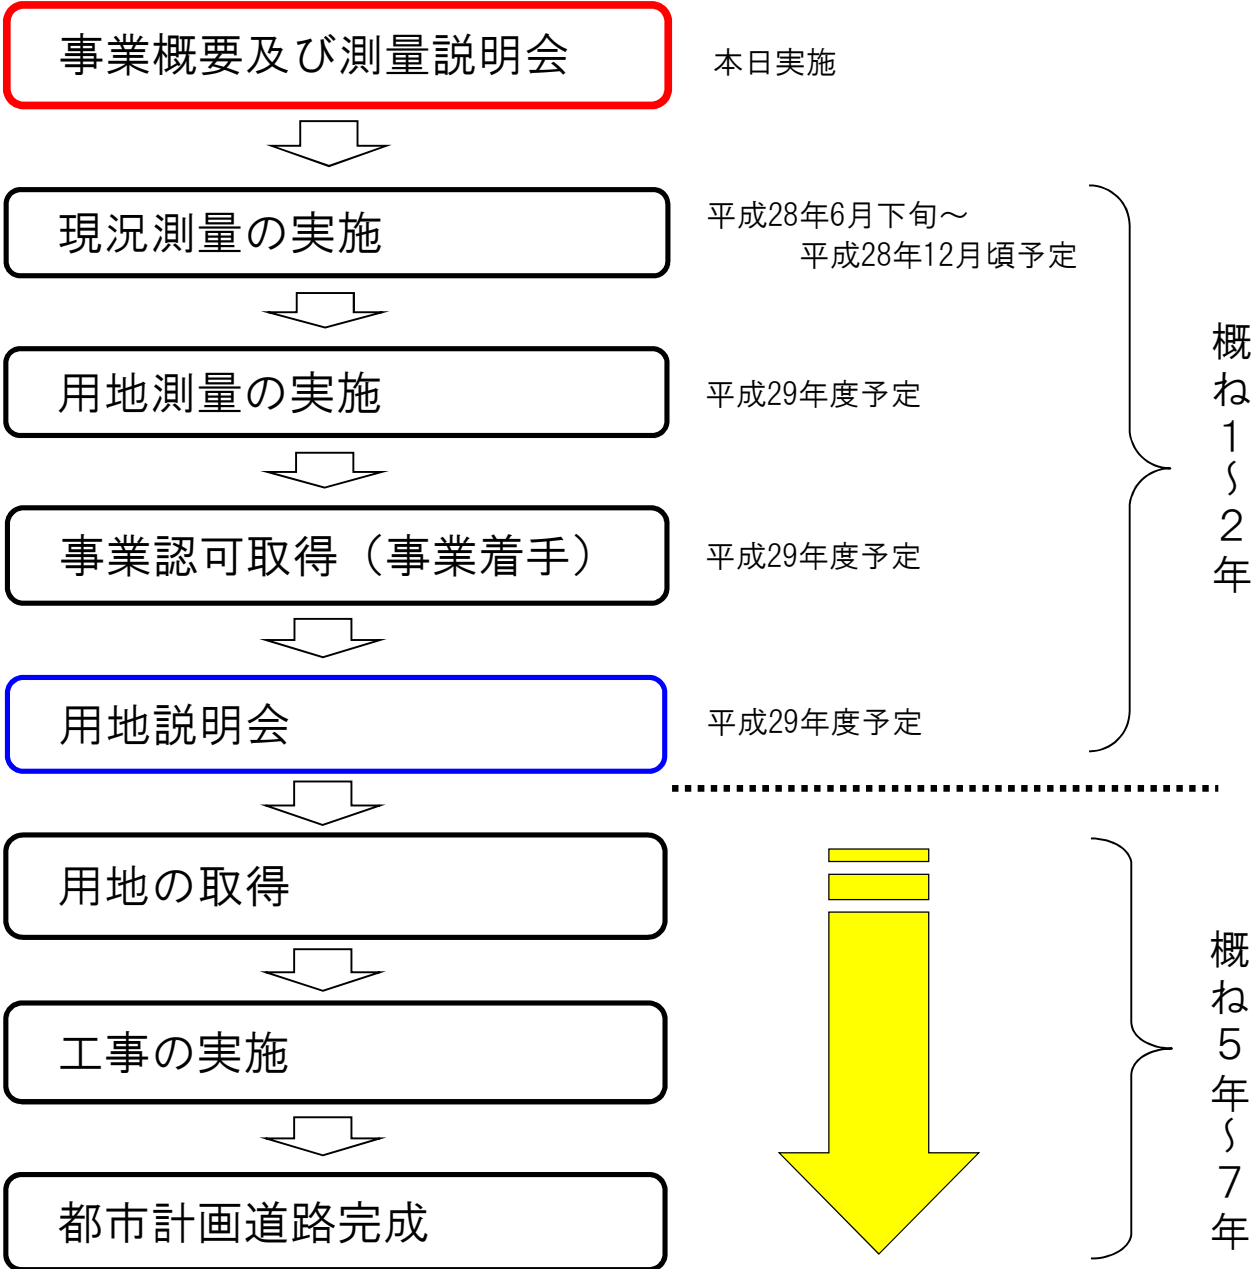 事業概要及び測量説明会
本日実施
現況測量の実施
平成28年6月下旬～
平成28年12月頃予定
用地測量の実施
平成29年度予定
事業認可取得（事業着手）
平成29年度予定
用地説明会
平成29年度予定
概ね１～２年
用地の取得
工事の実施
都市計画道路完成
概ね５年～７年